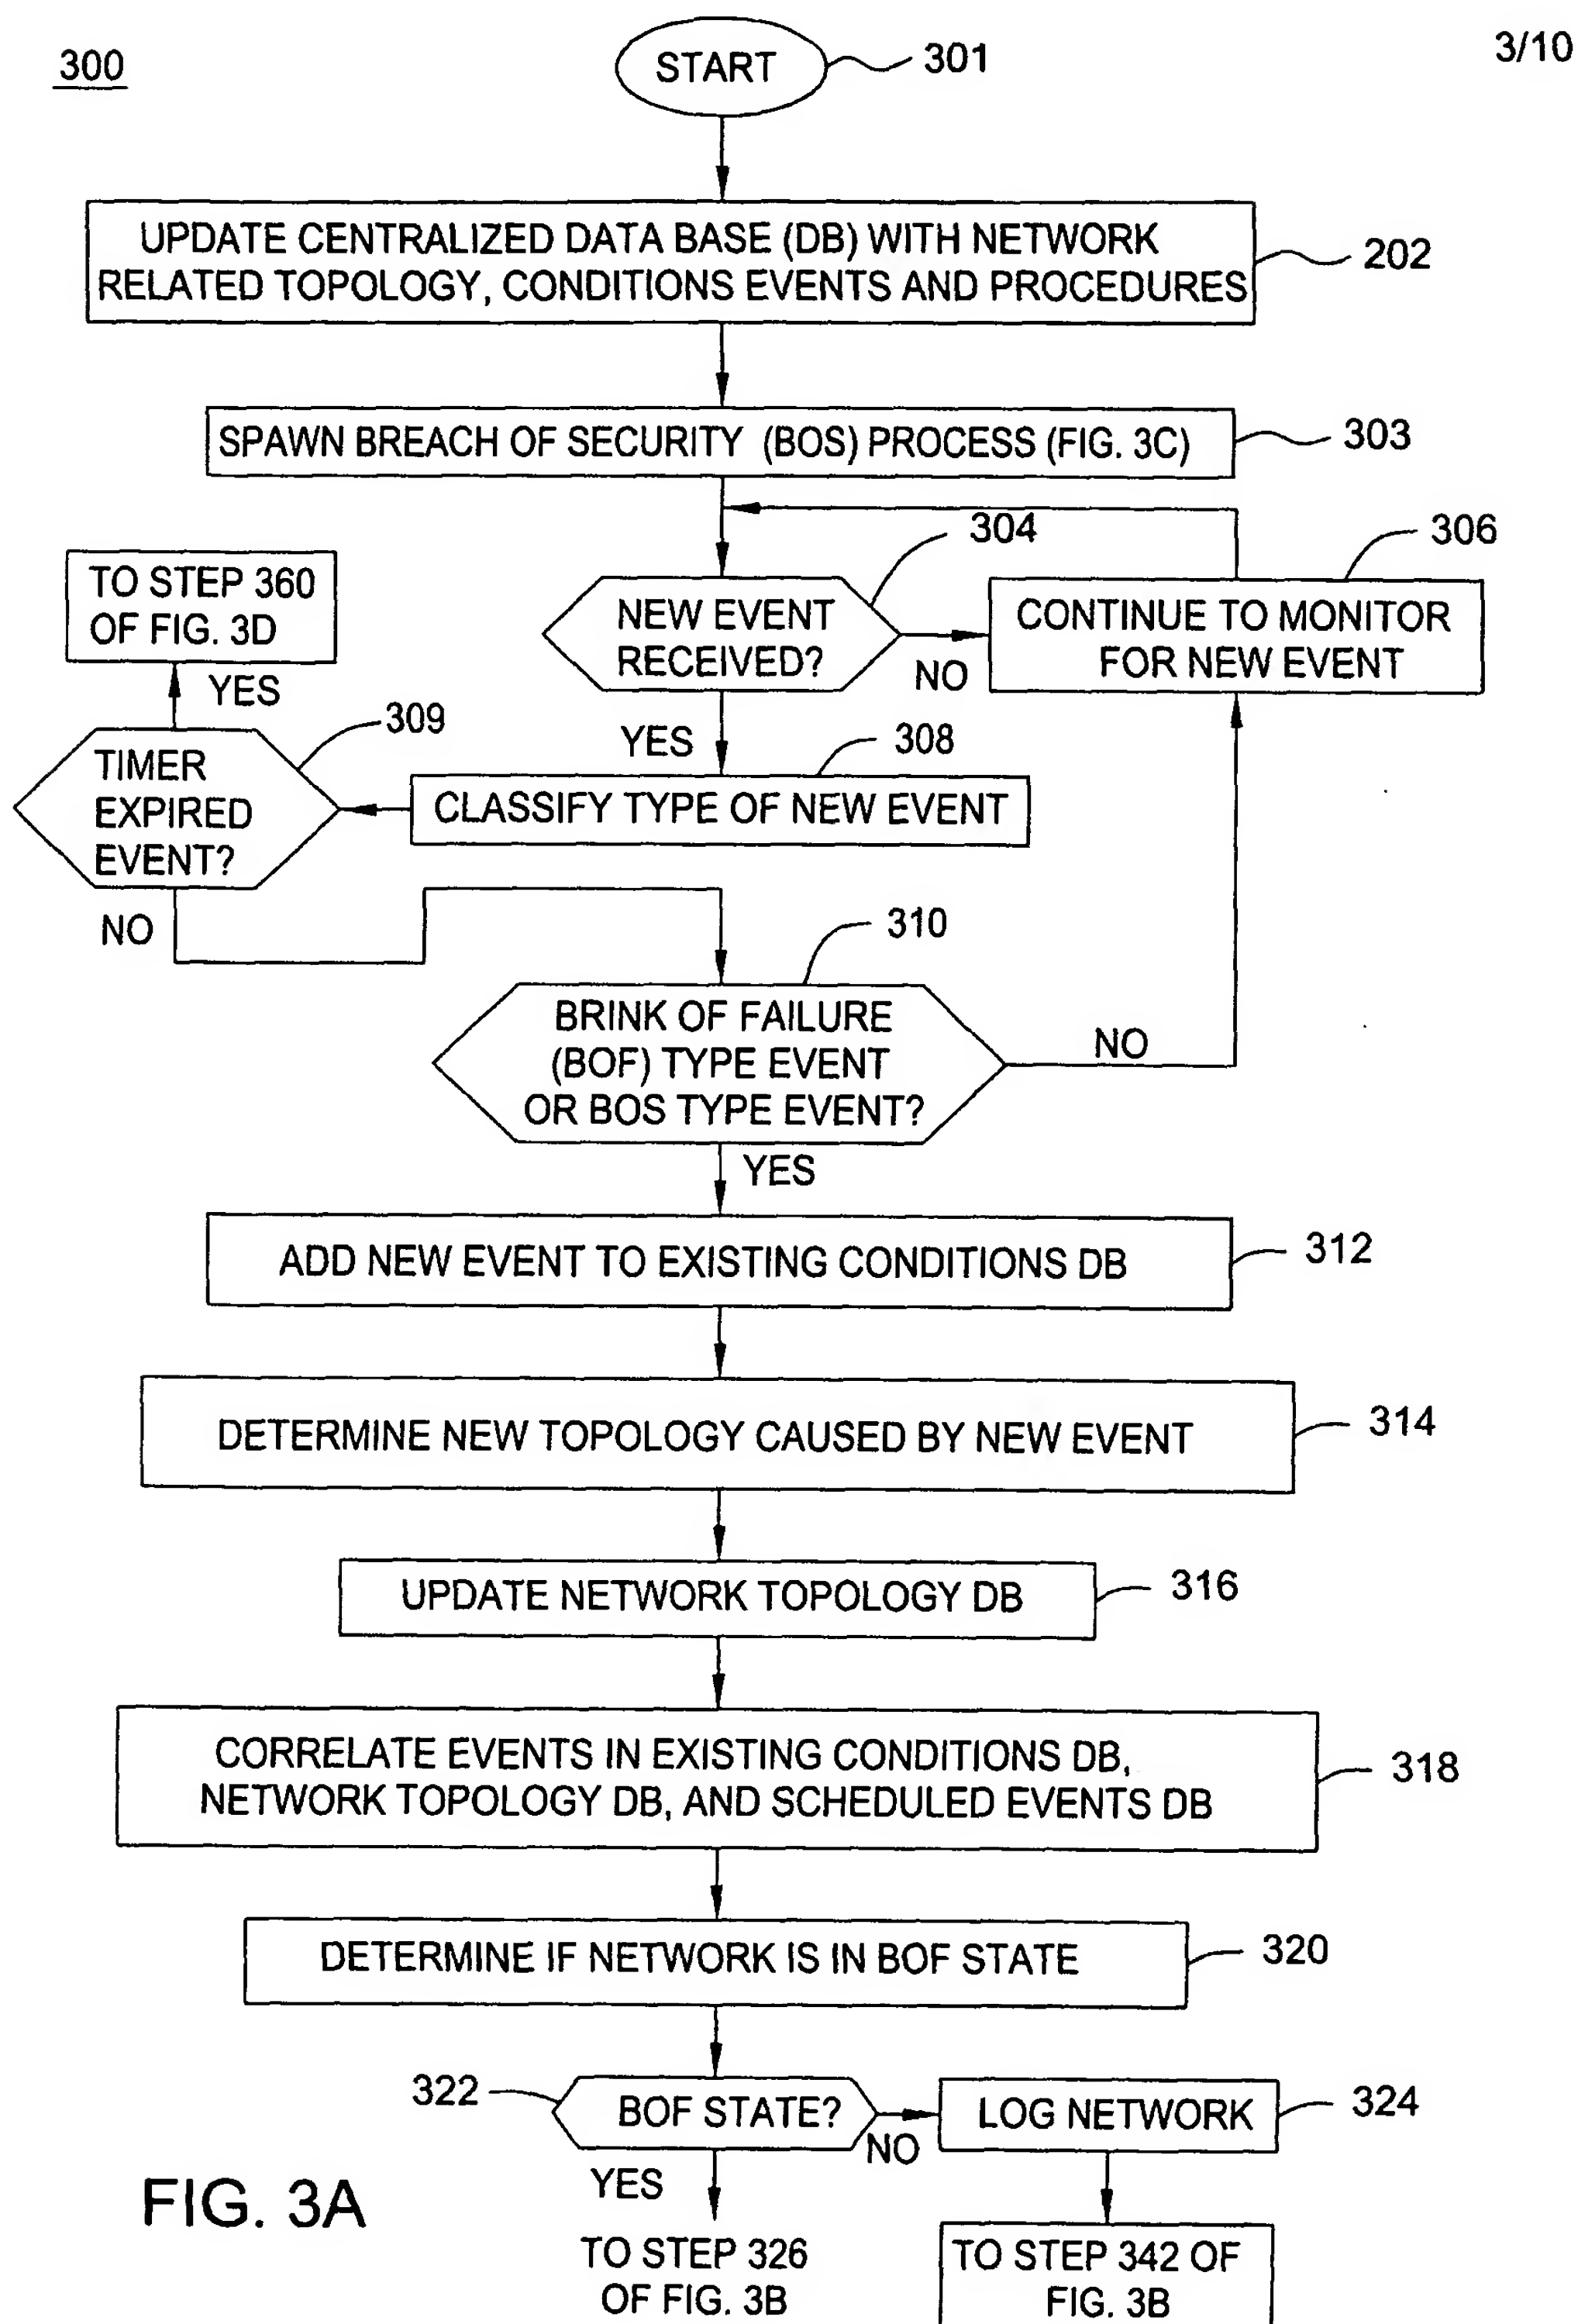 300
3/10
START
301
UPDATE CENTRALIZED DATA BASE (DB) WITH NETWORK
RELATED TOPOLOGY, CONDITIONS EVENTS AND PROCEDURES
202
SPAWN BREACH OF SECURITY (BOS) PROCESS (FIG. 3C)
303
304
306
NEW EVENT
RECEIVED?
NO
CONTINUE TO MONITOR
FOR NEW EVENT
TO STEP 360
OF FIG. 3D
YES
309
YES
308
TIMER
EXPIRED
EVENT?
CLASSIFY TYPE OF NEW EVENT
NO
310
BRINK OF FAILURE
(BOF) TYPE EVENT
OR BOS TYPE EVENT?
NO
YES
ADD NEW EVENT TO EXISTING CONDITIONS DB
312
DETERMINE NEW TOPOLOGY CAUSED BY NEW EVENT
314
UPDATE NETWORK TOPOLOGY DB
316
CORRELATE EVENTS IN EXISTING CONDITIONS DB,
NETWORK TOPOLOGY DB, AND SCHEDULED EVENTS DB
318
DETERMINE IF NETWORK IS IN BOF STATE
320
322
BOF STATE?
NO
LOG NETWORK
324
YES
TO STEP 326
OF FIG. 3B
TO STEP 342 OF
FIG. 3B
FIG. 3A